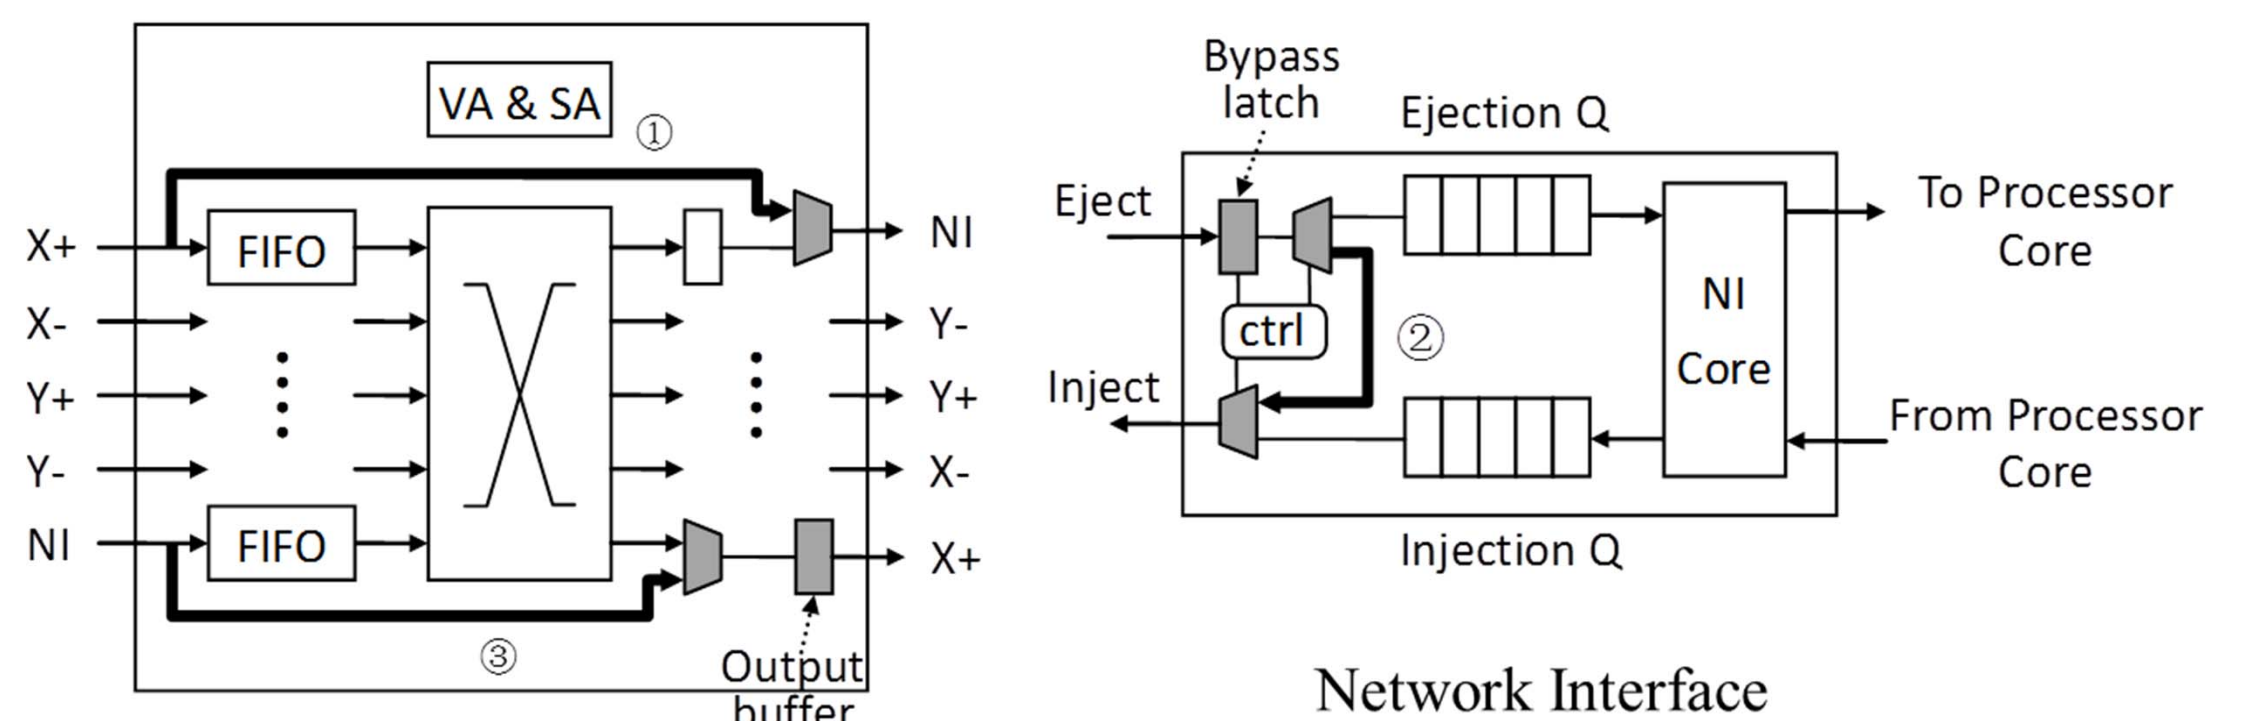 VA & SA
①
X+
FIFO
NI
X-
Y-
Y+
Y+
Y-
X-
NI
FIFO
X+
③
Output
buffer
Bypass
latch
Ejection Q
Eject
To Processor
Core
NI
Core
ctrl
②
Inject
From Processor
Core
Injection Q
Network Interface